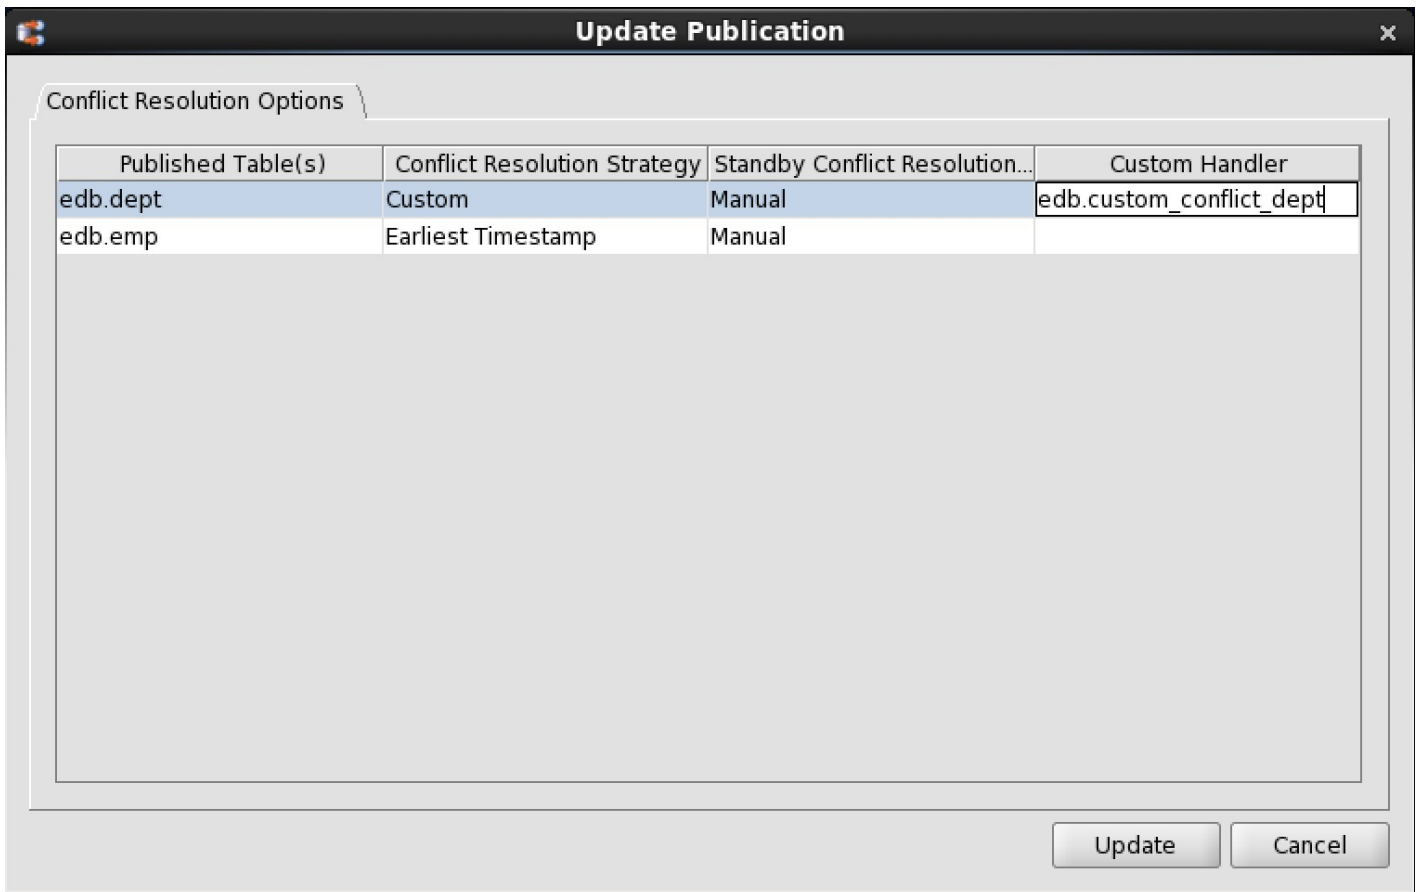 Update Publication
Conflict Resolution Options
Published Table(s) Conflict Resolution Strategy Standby Conflict Resolution... Custom Handler
edb.dept Custom Manual edb.custom_conflict_dept
edb.emp Earliest Timestamp Manual
Update Cancel